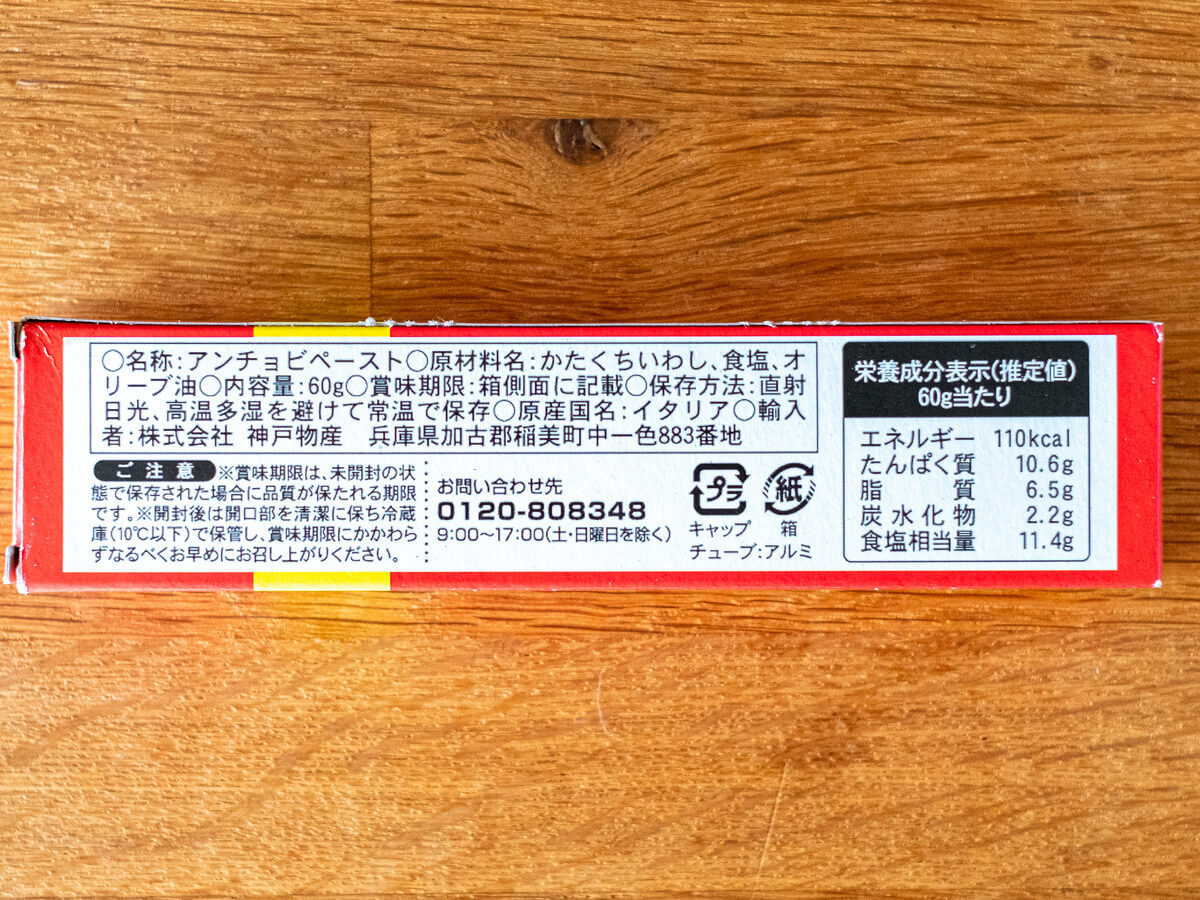 ○名称:アンチョビペースト○原材料名:かたくちいわし、食塩、オ
リーブ油○内容量:60g○賞味期限:箱側面に記載○保存方法:直射
日光、高温多湿を避けて常温で保存○原産国名:イタリア○輸入
者:株式会社 神戸物産 兵庫県加古郡稲美町中一色883番地
ご注意 ※賞味期限は、未開封の状
態で保存された場合に品質が保たれる期限
です。※開封後は開口部を清潔に保ち冷蔵
庫(10℃以下)で保管し、賞味期限にかかわら
ずなるべくお早めにお召し上がりください。
お問い合わせ先
0120-808348
9:00〜17:00(土・日曜日を除く)
プラ 紙
キャップ 箱
チューブ:アルミ
栄養成分表示(推定値)
60g当たり
エネルギー 110kcal
たんぱく質 10.6g
脂質 6.5g
炭水化物 2.2g
食塩相当量 11.4g